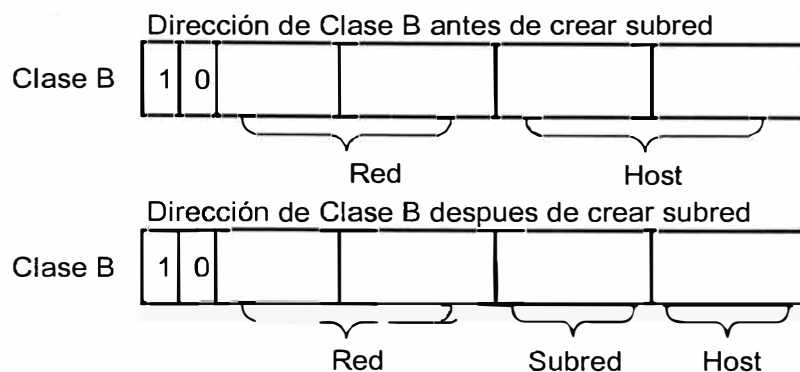 Dirección de Clase B antes de crear subred
Clase B 1 0
Red Host
Dirección de Clase B despues de crear subred
Clase B 1 0
Red Subred Host